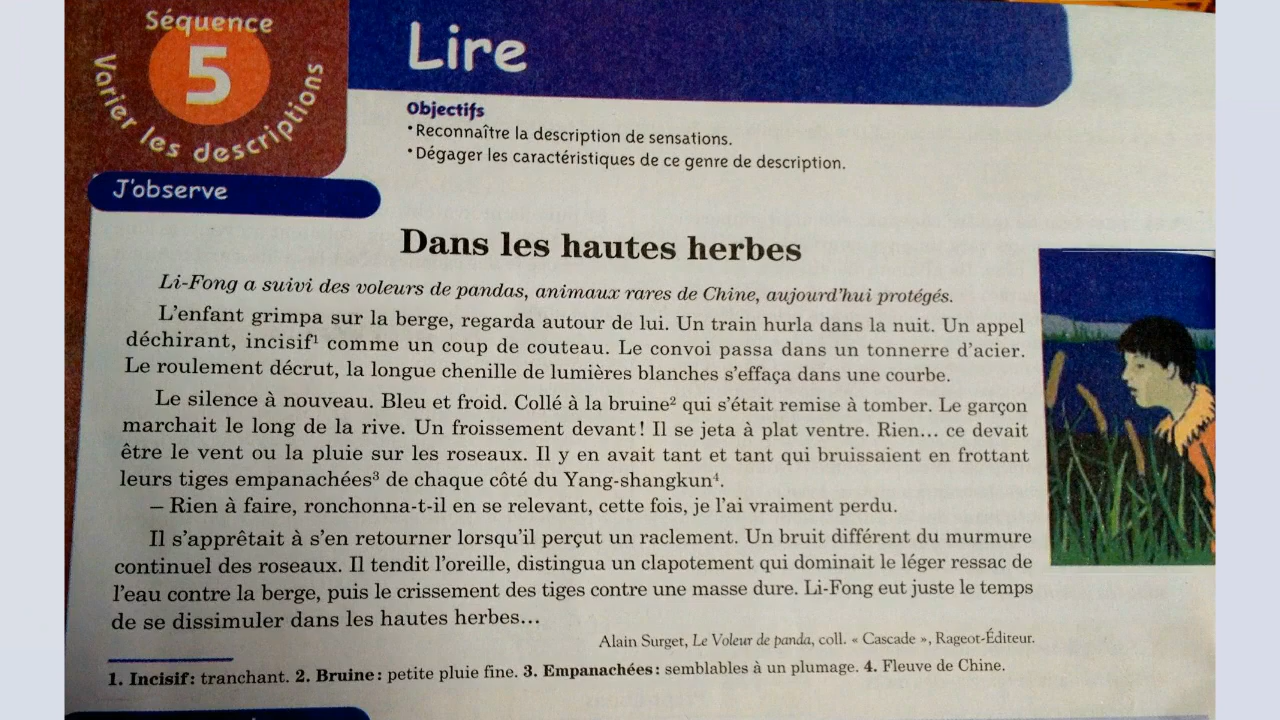 Séquence
5
Varier les descriptions
Lire
Objectifs
•Reconnaître la description de sensations.
•Dégager les caractéristiques de ce genre de description.
J'observe
Dans les hautes herbes
Li-Fong a suivi des voleurs de pandas, animaux rares de Chine, aujourd'hui protégés.
L'enfant grimpa sur la berge, regarda autour de lui. Un train hurla dans la nuit. Un appel
déchirant, incisif¹ comme un coup de couteau. Le convoi passa dans un tonnerre d'acier.
Le roulement décrut, la longue chenille de lumières blanches s'effaça dans une courbe.
Le silence à nouveau. Bleu et froid. Collé à la bruine² qui s'était remise à tomber. Le garçon
marchait le long de la rive. Un froissement devant! Il se jeta à plat ventre. Rien... ce devait
être le vent ou la pluie sur les roseaux. Il y en avait tant et tant qui bruissaient en frottant
leurs tiges empanachées³ de chaque côté du Yang-shangkun⁴.
– Rien à faire, ronchonna-t-il en se relevant, cette fois, je l'ai vraiment perdu.
Il s'apprêtait à s'en retourner lorsqu'il perçut un raclement. Un bruit différent du murmure
continuel des roseaux. Il tendit l'oreille, distingua un clapotement qui dominait le léger ressac de
l'eau contre la berge, puis le crissement des tiges contre une masse dure. Li-Fong eut juste le temps
de se dissimuler dans les hautes herbes...
Alain Surget, Le Voleur de panda, coll. « Cascade », Rageot-Éditeur.
1. Incisif: tranchant. 2. Bruine: petite pluie fine. 3. Empanachées: semblables à un plumage. 4. Fleuve de Chine.